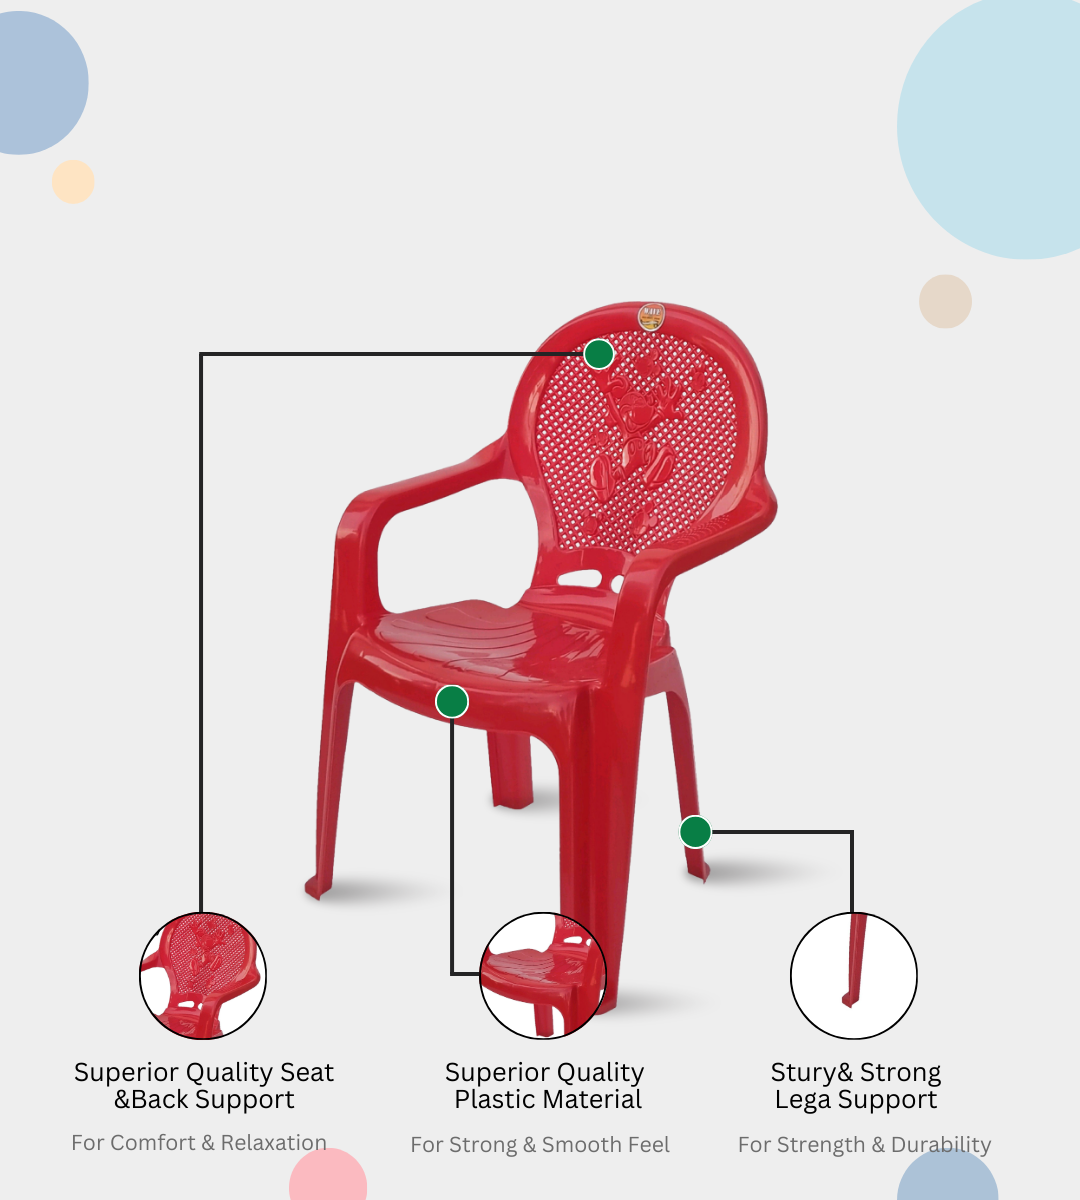 Superior Quality Seat
&Back Support
For Comfort & Relaxation
Superior Quality
Plastic Material
For Strong & Smooth Feel
Stury& Strong
Lega Support
For Strength & Durability